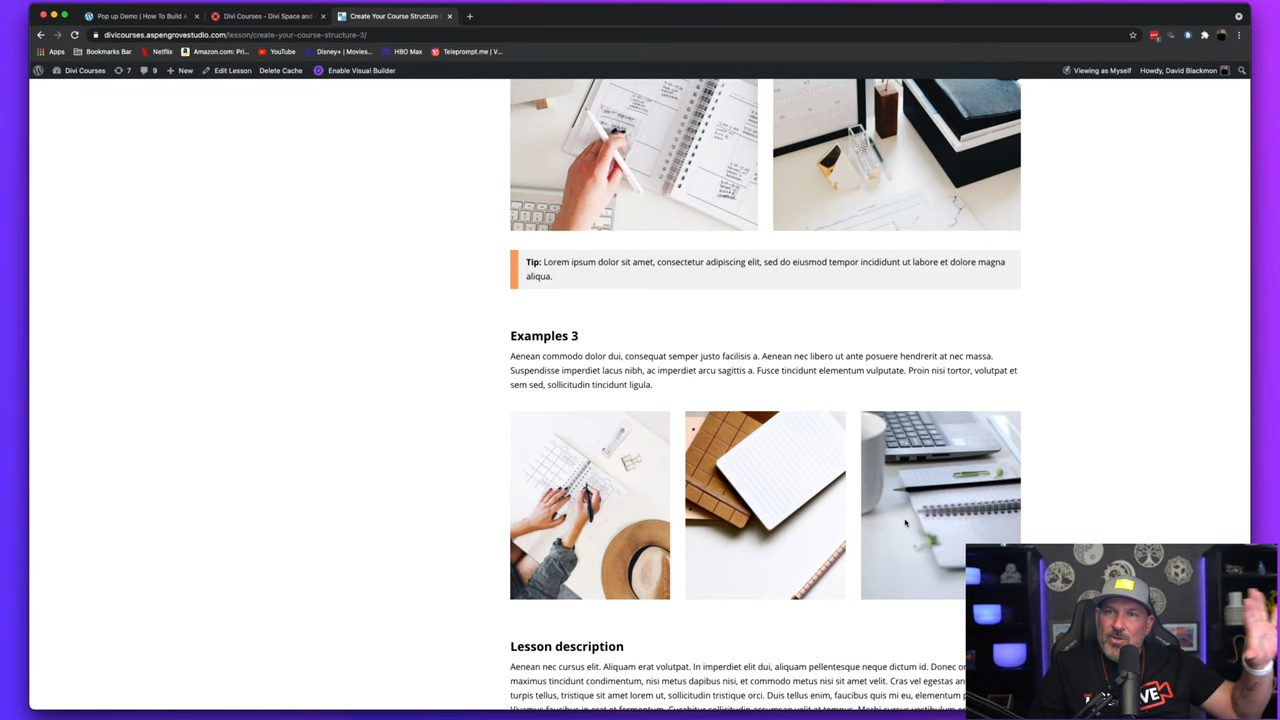 Pop up Demo | How To Build A
Divi Courses – Divi Space and
Create Your Course Structure
divicourses.aspengrovestudio.com/lesson/create-your-course-structure-3/
Apps
Bookmarks Bar
Netflix
Amazon.com: Pri...
YouTube
Disney+ | Movies...
HBO Max
Teleprompt.me | V...
Divi Courses
7
9
New
Edit Lesson
Delete Cache
Enable Visual Builder
Viewing as Myself
Howdy, David Blackmon
Tip: Lorem ipsum dolor sit amet, consectetur adipiscing elit, sed do eiusmod tempor incididunt ut labore et dolore magna
aliqua.
Examples 3
Aenean commodo dolor dui, consequat semper justo facilisis a. Aenean nec libero ut ante posuere hendrerit at nec massa.
Suspendisse imperdiet lacus nibh, ac imperdiet arcu sagittis a. Fusce tincidunt elementum vulputate. Proin nisi tortor, volutpat et
sem sed, sollicitudin tincidunt ligula.
Lesson description
Aenean nec cursus elit. Aliquam erat volutpat. In imperdiet elit dui, aliquam pellentesque neque dictum id. Donec
maximus tincidunt condimentum, nisi metus dapibus nisi, et commodo metus nisi sit amet velit. Cras vel egestas
turpis tellus, tristique sit amet lorem ut, sollicitudin tristique orci. Duis tellus enim, faucibus quis mi eu, elementum